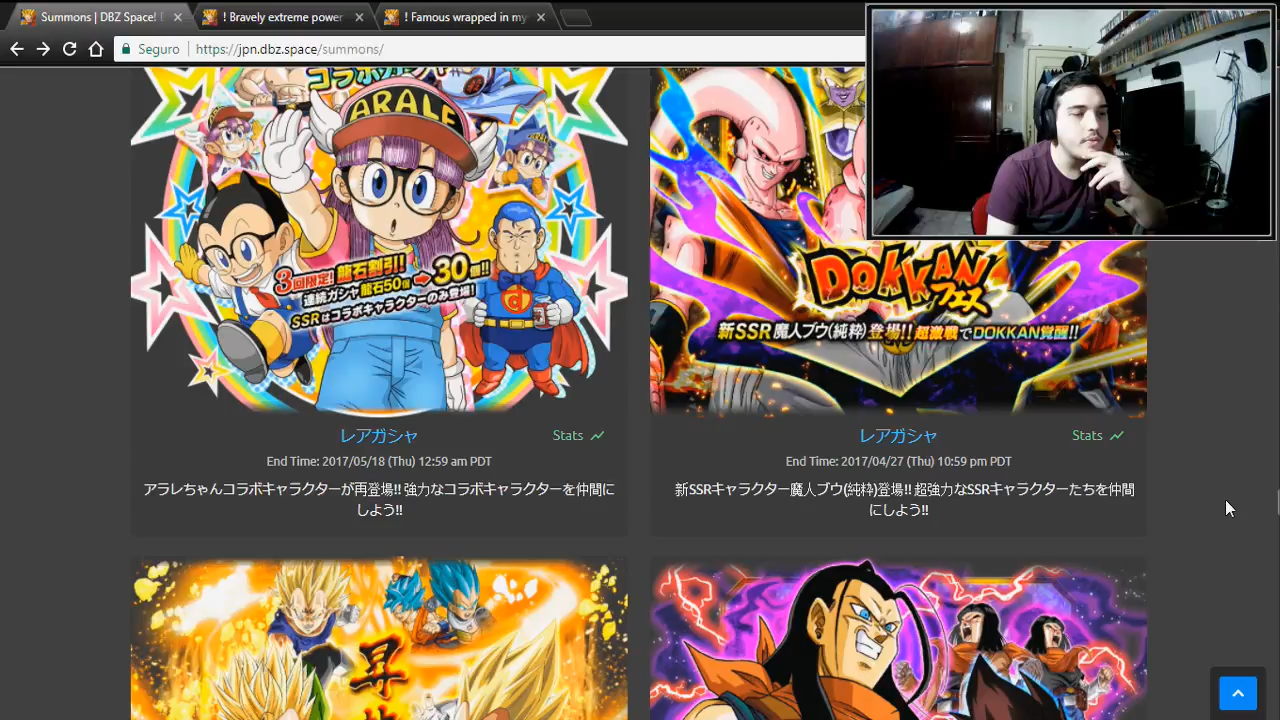 Summons | DBZ Space! (
! Bravely extreme power
! Famous wrapped in my
Seguro
https://jpn.dbz.space/summons/
ARALE
3回限定!龍石割引!!
連続ガシャ龍石50個→30個!!
SSRはコラボキャラクターのみ登場!
d
DOKKANフェス
新SSR魔人ブウ(純粋)登場!!超激戦でDOKKAN覚醒!!
レアガシャ
Stats
End Time: 2017/05/18 (Thu) 12:59 am PDT
アラレちゃんコラボキャラクターが再登場!! 強力なコラボキャラクターを仲間に
しよう!!
レアガシャ
Stats
End Time: 2017/04/27 (Thu) 10:59 pm PDT
新SSRキャラクター魔人ブウ(純粋)登場!! 超強力なSSRキャラクターたちを仲間
にしよう!!
昇